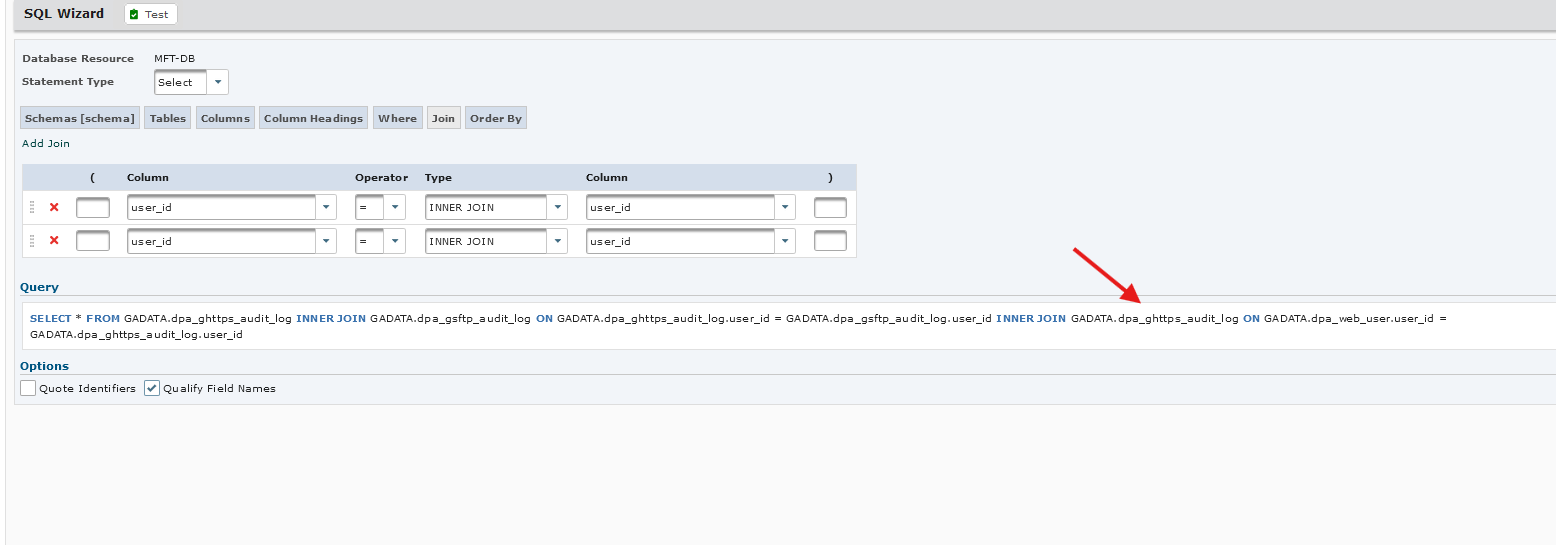 SQL Wizard Test
Database Resource MFT-DB
Statement Type Select
Schemas [schema] Tables Columns Column Headings Where Join Order By
Add Join
( Column Operator Type Column )
user_id = INNER JOIN user_id
user_id = INNER JOIN user_id
Query
SELECT * FROM GADATA.dpa_ghttps_audit_log INNER JOIN GADATA.dpa_gsftp_audit_log ON GADATA.dpa_ghttps_audit_log.user_id = GADATA.dpa_gsftp_audit_log.user_id INNER JOIN GADATA.dpa_ghttps_audit_log ON GADATA.dpa_web_user.user_id =
GADATA.dpa_ghttps_audit_log.user_id
Options
Quote Identifiers Qualify Field Names